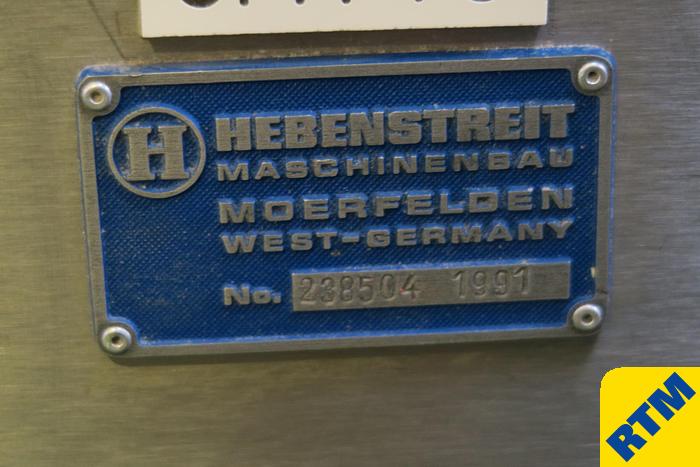 H
HEBENSTREIT
MASCHINENBAU
MOERFELDEN
WEST-GERMANY
No. 238504 1991
RTM